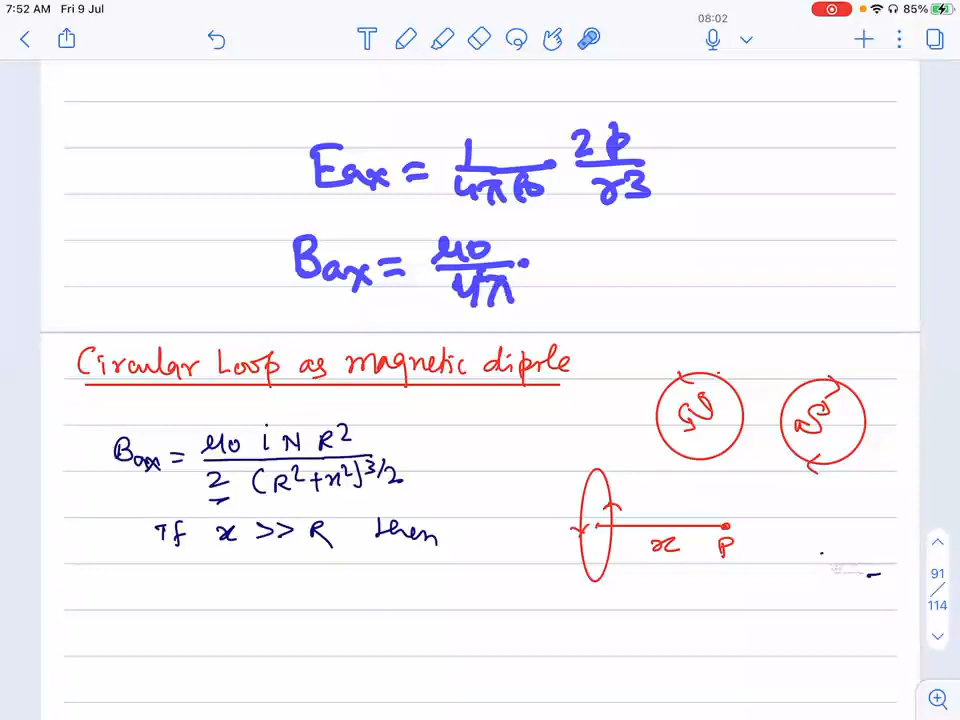 7:52 AM Fri 9 Jul
85%
08:02
Eax = 1/4πε0 2p/r3
Bax = μ0/4π ·
Circular Loop as magnetic dipole
Bax = μ0 i N R²/2 (R²+x²)^3/2
If x >> R then
N
S
x P
91
/
114